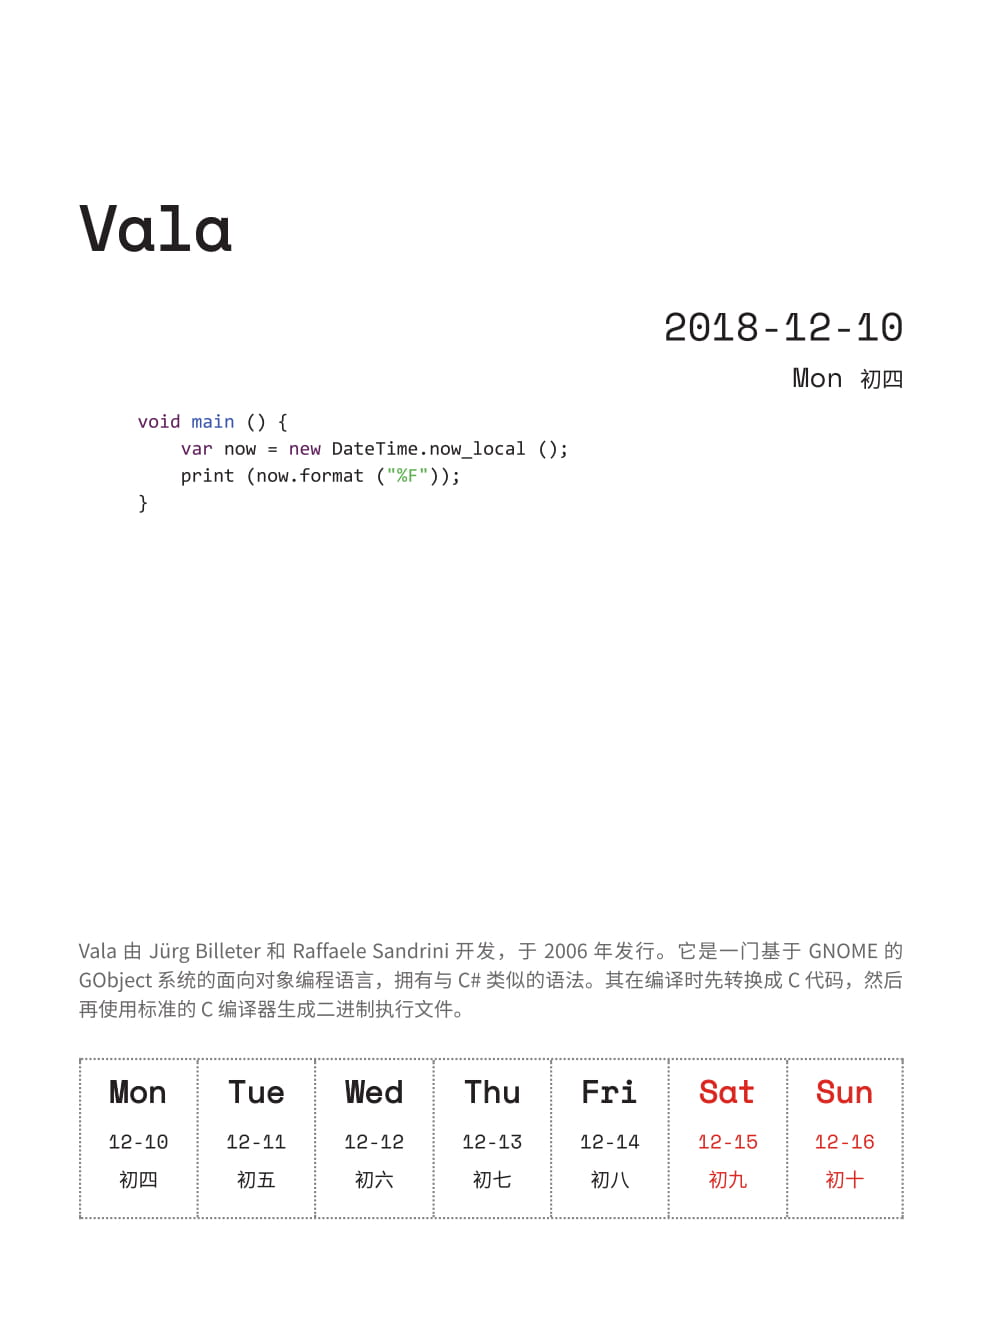 Vala
2018-12-10
Mon 初四
void main () {
    var now = new DateTime.now_local ();
    print (now.format ("%F"));
}
Vala 由 Jürg Billeter 和 Raffaele Sandrini 开发，于 2006 年发行。它是一门基于 GNOME 的
GObject 系统的面向对象编程语言，拥有与 C# 类似的语法。其在编译时先转换成 C 代码，然后
再使用标准的 C 编译器生成二进制执行文件。
Mon Tue Wed Thu Fri Sat Sun
12-10 12-11 12-12 12-13 12-14 12-15 12-16
初四 初五 初六 初七 初八 初九 初十